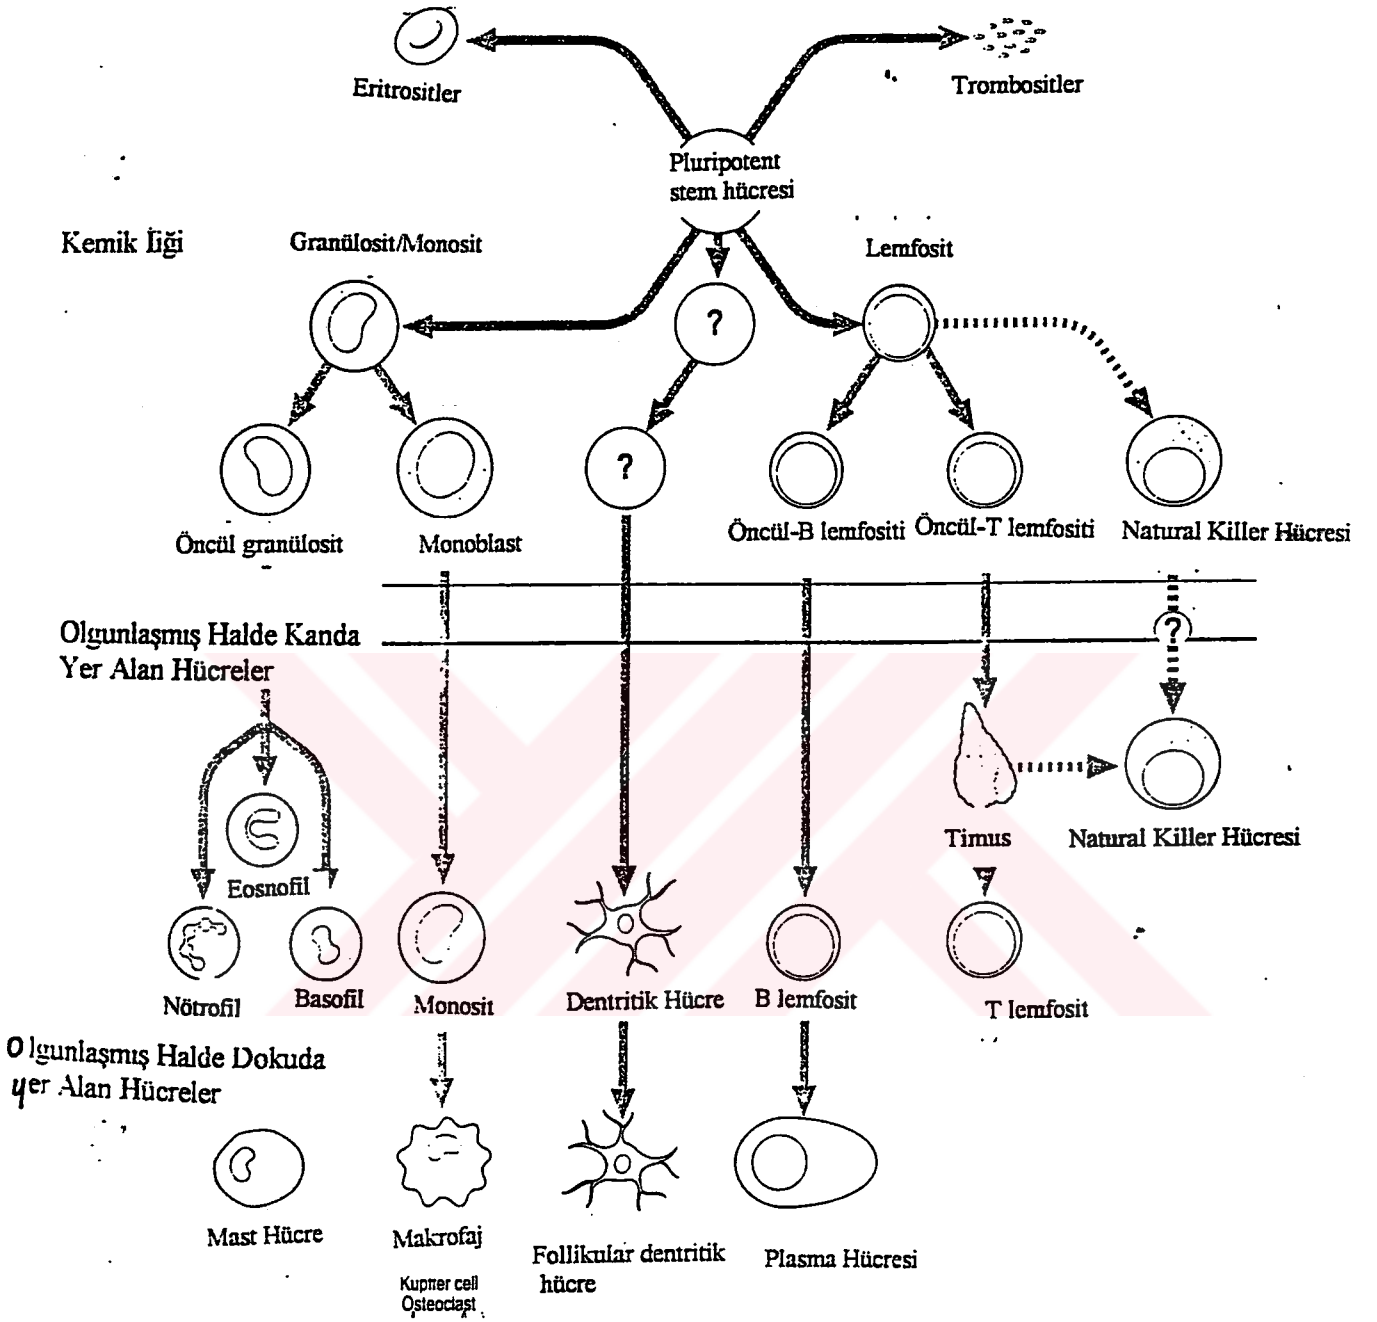 Eritrositler
Trombositler
Pluripotent
stem hücresi
Kemik İiği
Granülosit/Monosit
Lemfosit
?
?
Öncül granülosit
Monoblast
Öncül-B lemfositi
Öncül-T lemfositi
Natural Killer Hücresi
Olgunlaşmış Halde Kanda
Yer Alan Hücreler
?
Timus
Natural Killer Hücresi
Eosnofil
Nötrofil
Basofil
Monosit
Dentritik Hücre
B lemfosit
T lemfosit
Olgunlaşmış Halde Dokuda
yer Alan Hücreler
Mast Hücre
Makrofaj
Follikular dentritik
hücre
Plasma Hücresi
Kupffer cell
Osteoclast